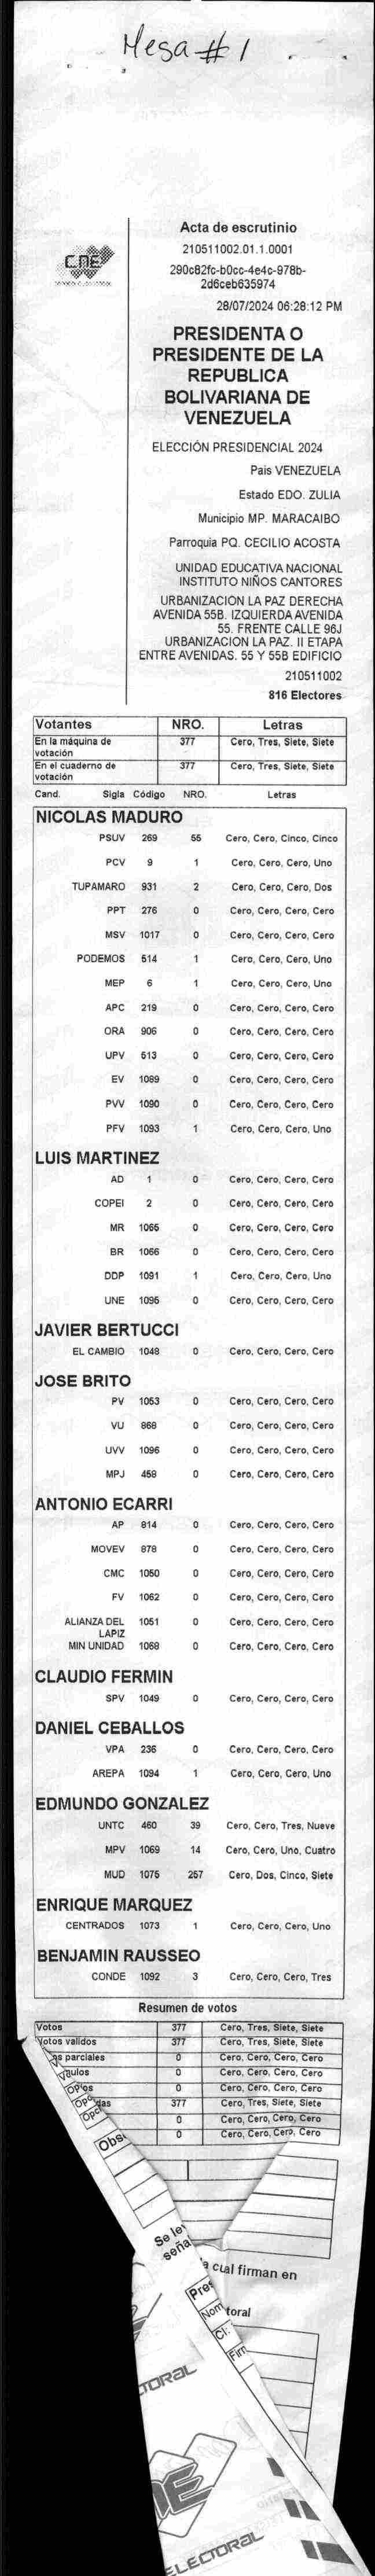 Mesa # 1
Acta de escrutinio
210511002.01.1.0001
CNE
290c82fc-b0cc-4e4c-978b-
2d6ceb635974
28/07/2024 06:28:12 PM
PRESIDENTA O
PRESIDENTE DE LA
REPUBLICA
BOLIVARIANA DE
VENEZUELA
ELECCIÓN PRESIDENCIAL 2024
Pais VENEZUELA
Estado EDO. ZULIA
Municipio MP. MARACAIBO
Parroquia PQ. CECILIO ACOSTA
UNIDAD EDUCATIVA NACIONAL
INSTITUTO NIÑOS CANTORES
URBANIZACION LA PAZ DERECHA
AVENIDA 55B. IZQUIERDA AVENIDA
55. FRENTE CALLE 96J
URBANIZACION LA PAZ. II ETAPA
ENTRE AVENIDAS. 55 Y 55B EDIFICIO
210511002
816 Electores
Votantes NRO. Letras
En la máquina de votación 377 Cero, Tres, Siete, Siete
En el cuaderno de votación 377 Cero, Tres, Siete, Siete
Cand. Sigla Código NRO. Letras
NICOLAS MADURO
PSUV 269 55 Cero, Cero, Cinco, Cinco
PCV 9 1 Cero, Cero, Cero, Uno
TUPAMARO 931 2 Cero, Cero, Cero, Dos
PPT 276 0 Cero, Cero, Cero, Cero
MSV 1017 0 Cero, Cero, Cero, Cero
PODEMOS 514 1 Cero, Cero, Cero, Uno
MEP 6 1 Cero, Cero, Cero, Uno
APC 219 0 Cero, Cero, Cero, Cero
ORA 906 0 Cero, Cero, Cero, Cero
UPV 513 0 Cero, Cero, Cero, Cero
EV 1089 0 Cero, Cero, Cero, Cero
PVV 1090 0 Cero, Cero, Cero, Cero
PFV 1093 1 Cero, Cero, Cero, Uno
LUIS MARTINEZ
AD 1 0 Cero, Cero, Cero, Cero
COPEI 2 0 Cero, Cero, Cero, Cero
MR 1065 0 Cero, Cero, Cero, Cero
BR 1066 0 Cero, Cero, Cero, Cero
DDP 1091 1 Cero, Cero, Cero, Uno
UNE 1095 0 Cero, Cero, Cero, Cero
JAVIER BERTUCCI
EL CAMBIO 1048 0 Cero, Cero, Cero, Cero
JOSE BRITO
PV 1053 0 Cero, Cero, Cero, Cero
VU 868 0 Cero, Cero, Cero, Cero
UVV 1096 0 Cero, Cero, Cero, Cero
MPJ 458 0 Cero, Cero, Cero, Cero
ANTONIO ECARRI
AP 814 0 Cero, Cero, Cero, Cero
MOVEV 878 0 Cero, Cero, Cero, Cero
CMC 1050 0 Cero, Cero, Cero, Cero
FV 1062 0 Cero, Cero, Cero, Cero
ALIANZA DEL LAPIZ 1051 0 Cero, Cero, Cero, Cero
MIN UNIDAD 1068 0 Cero, Cero, Cero, Cero
CLAUDIO FERMIN
SPV 1049 0 Cero, Cero, Cero, Cero
DANIEL CEBALLOS
VPA 236 0 Cero, Cero, Cero, Cero
AREPA 1094 1 Cero, Cero, Cero, Uno
EDMUNDO GONZALEZ
UNTC 460 39 Cero, Cero, Tres, Nueve
MPV 1069 14 Cero, Cero, Uno, Cuatro
MUD 1075 257 Cero, Dos, Cinco, Siete
ENRIQUE MARQUEZ
CENTRADOS 1073 1 Cero, Cero, Cero, Uno
BENJAMIN RAUSSEO
CONDE 1092 3 Cero, Cero, Cero, Tres
Resumen de votos
Votos 377 Cero, Tres, Siete, Siete
Votos validos 377 Cero, Tres, Siete, Siete
parciales 0 Cero, Cero, Cero, Cero
0 Cero, Cero, Cero, Cero
0 Cero, Cero, Cero, Cero
377 Cero, Tres, Siete, Siete
0 Cero, Cero, Cero, Cero
0 Cero, Cero, Cero, Cero
Obs
Se le
seña
cual firman en
Pre
Nom
toral
CI:
Firm
TORAL
ELECTORAL